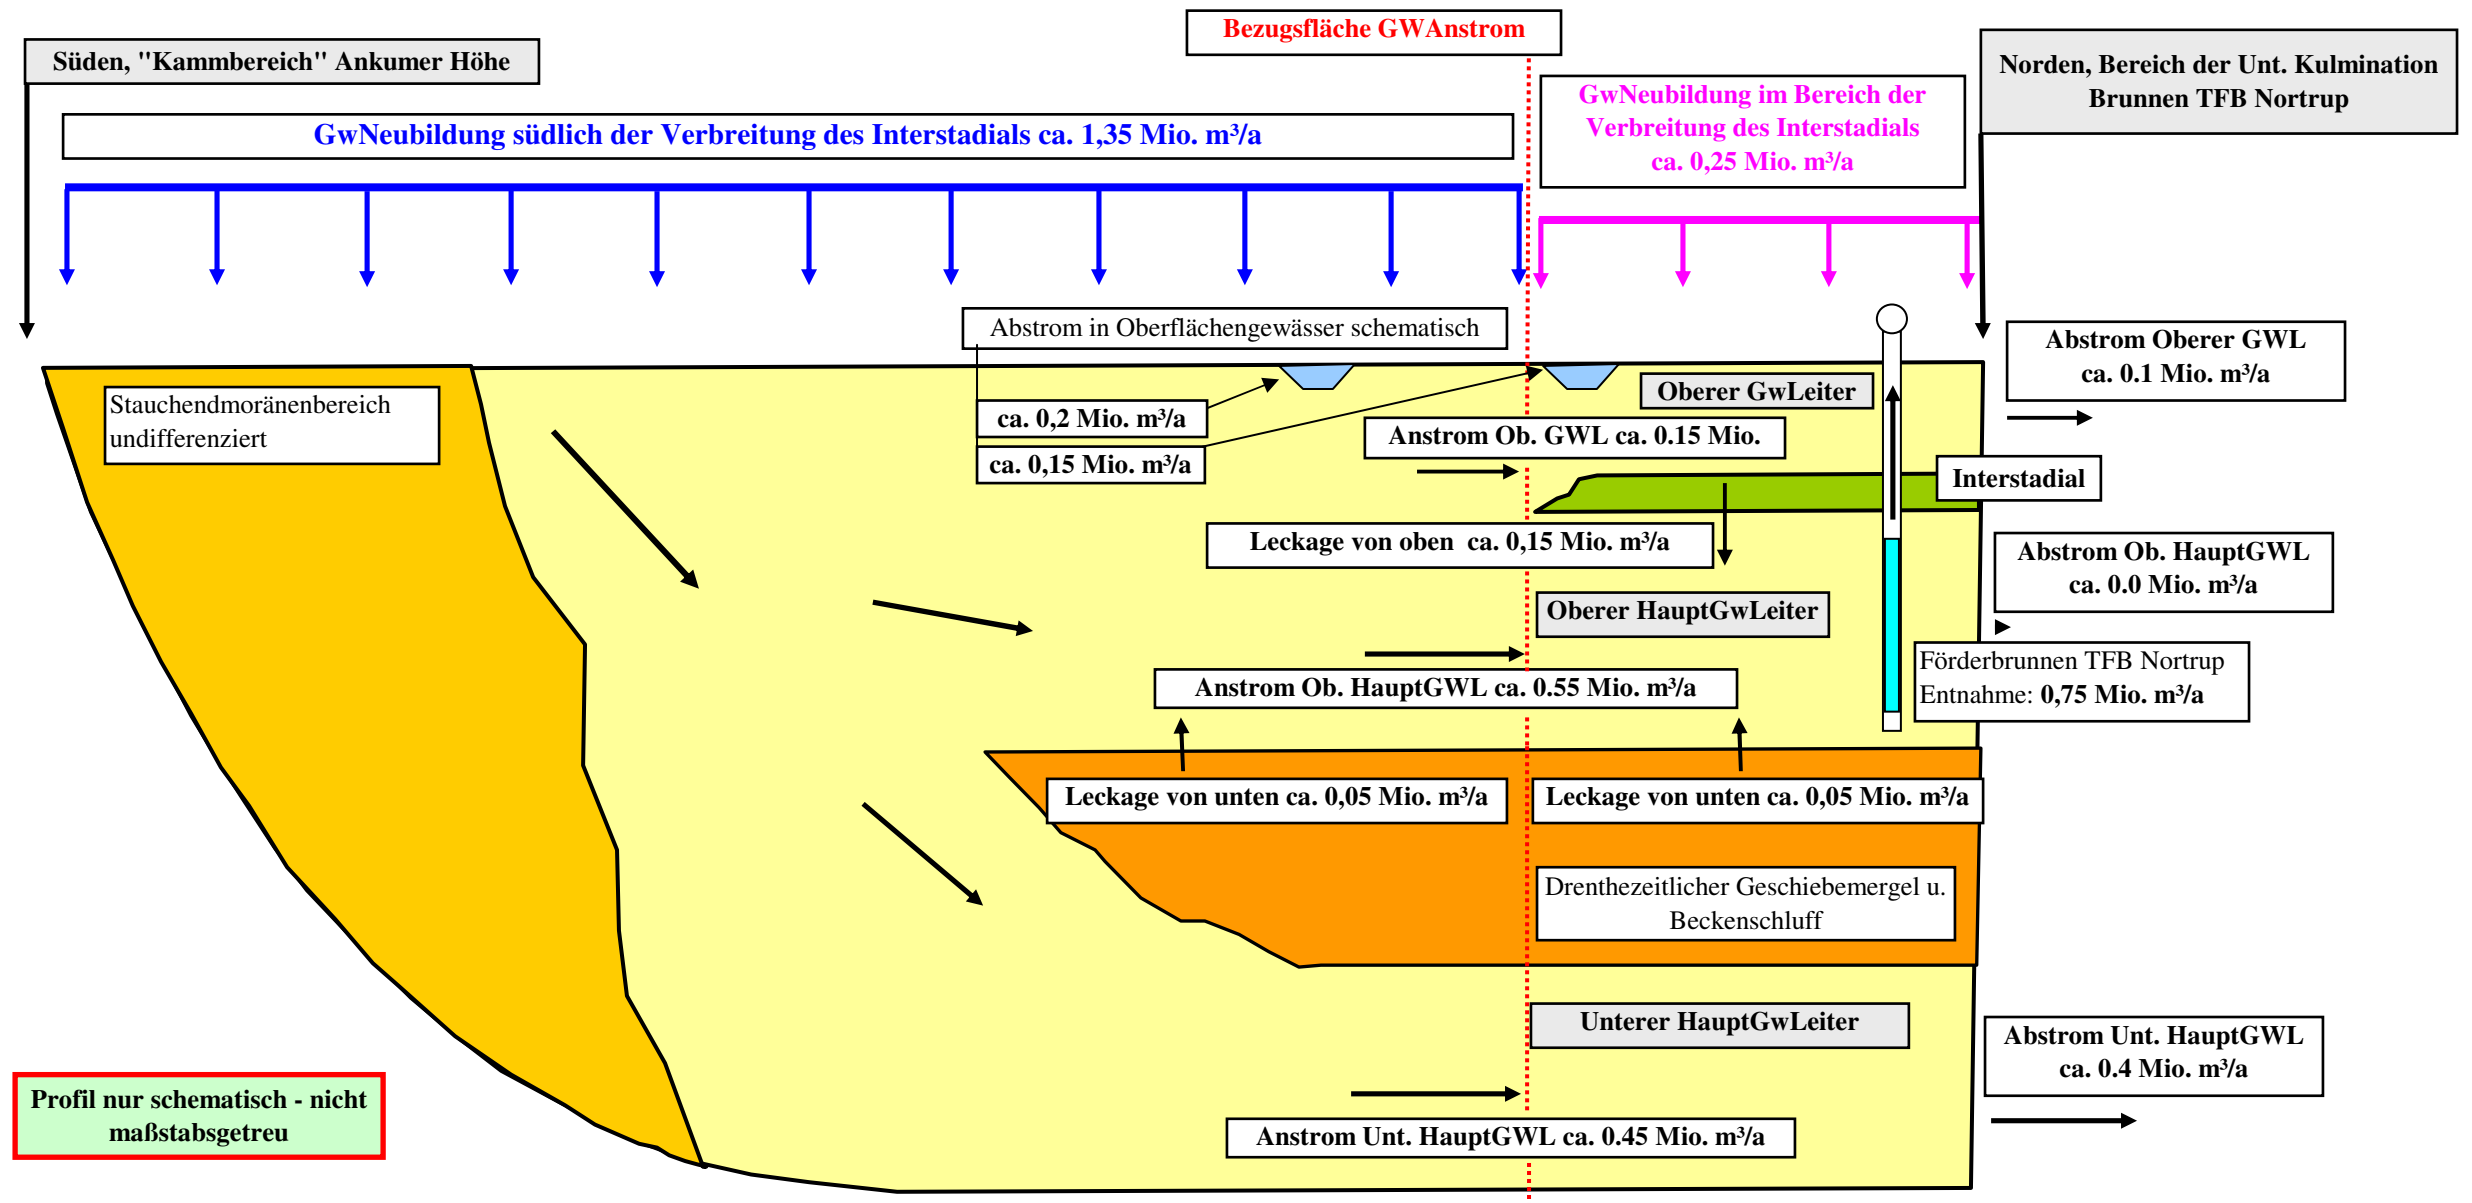 Bezugsfläche GWAnstrom
Süden, "Kammbereich" Ankumer Höhe
Norden, Bereich der Unt. Kulmination
Brunnen TFB Nortrup
GwNeubildung im Bereich der
Verbreitung des Interstadials
ca. 0,25 Mio. m³/a
GwNeubildung südlich der Verbreitung des Interstadials ca. 1,35 Mio. m³/a
Abstrom in Oberflächengewässer schematisch
Abstrom Oberer GWL
ca. 0.1 Mio. m³/a
Stauchendmoränenbereich
undifferenziert
Oberer GwLeiter
ca. 0,2 Mio. m³/a
Anstrom Ob. GWL ca. 0.15 Mio.
ca. 0,15 Mio. m³/a
Interstadial
Leckage von oben  ca. 0,15 Mio. m³/a
Abstrom Ob. HauptGWL
ca. 0.0 Mio. m³/a
Oberer HauptGwLeiter
Förderbrunnen TFB Nortrup
Entnahme: 0,75 Mio. m³/a
Anstrom Ob. HauptGWL ca. 0.55 Mio. m³/a
Leckage von unten ca. 0,05 Mio. m³/a
Leckage von unten ca. 0,05 Mio. m³/a
Drenthezeitlicher Geschiebemergel u.
Beckenschluff
Unterer HauptGwLeiter
Abstrom Unt. HauptGWL
ca. 0.4 Mio. m³/a
Profil nur schematisch - nicht
maßstabsgetreu
Anstrom Unt. HauptGWL ca. 0.45 Mio. m³/a